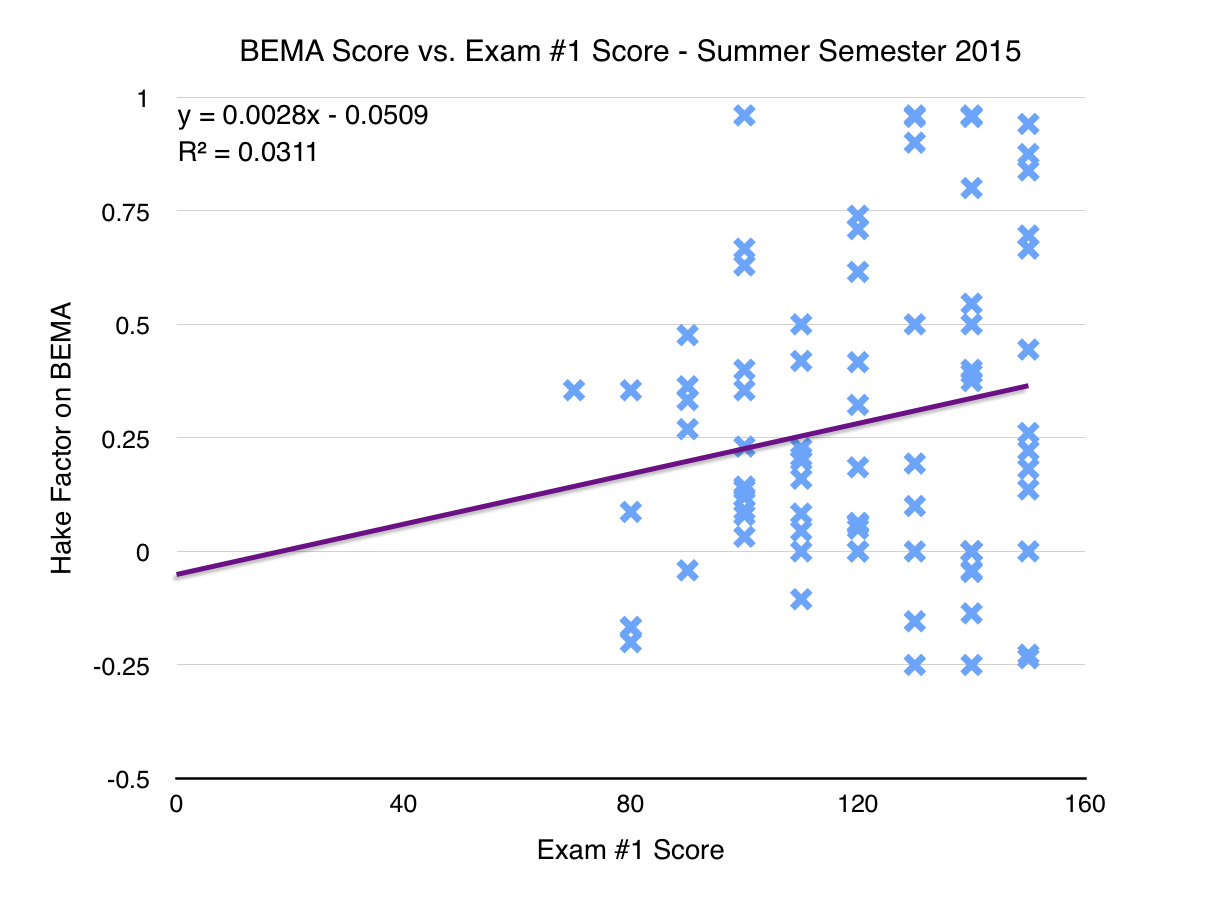 BEMA Score vs. Exam #1 Score - Summer Semester 2015
y = 0.0028x - 0.0509
R² = 0.0311
Hake Factor on BEMA
1
0.75
0.5
0.25
0
-0.25
-0.5
0 40 80 120 160
Exam #1 Score